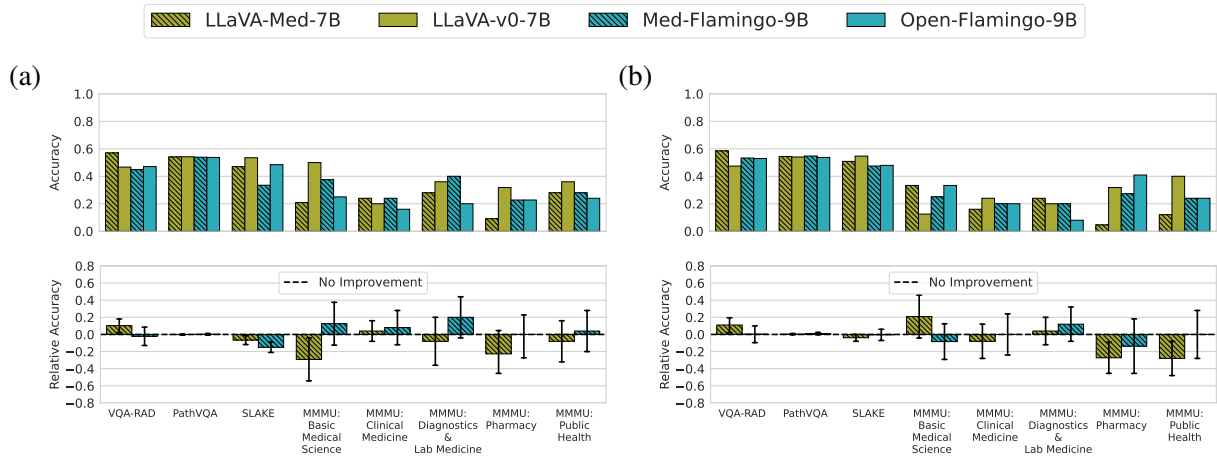 LLaVA-Med-7B LLaVA-v0-7B Med-Flamingo-9B Open-Flamingo-9B
(a)
Accuracy
1.0
0.8
0.6
0.4
0.2
0.0
Relative Accuracy
0.8
0.6
0.4
0.2
0.0
−0.2
−0.4
−0.6
−0.8
No Improvement
VQA-RAD PathVQA SLAKE MMMU: MMMU: MMMU: MMMU: MMMU:
Basic Clinical Diagnostics Pharmacy Public
Medical Medicine & Health
Science Lab Medicine
(b)
Accuracy
1.0
0.8
0.6
0.4
0.2
0.0
Relative Accuracy
0.8
0.6
0.4
0.2
0.0
−0.2
−0.4
−0.6
−0.8
No Improvement
VQA-RAD PathVQA SLAKE MMMU: MMMU: MMMU: MMMU: MMMU:
Basic Clinical Diagnostics Pharmacy Public
Medical Medicine & Health
Science Lab Medicine